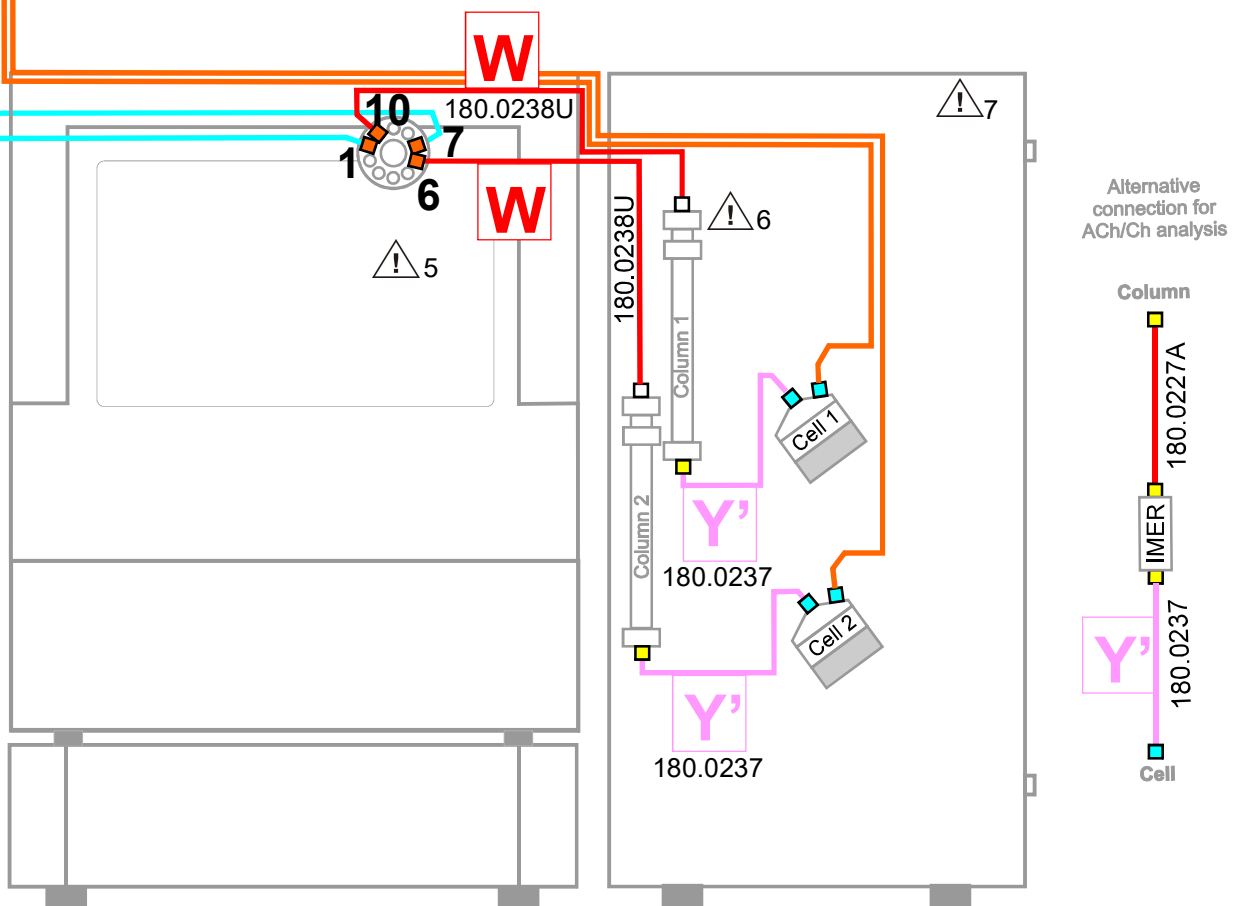 W
180.0238U
10
1
7
6
W
! 5
180.0238U
! 6
! 7
Column 1
Column 2
Cell 1
Y’
180.0237
Cell 2
Y’
180.0237
Alternative
connection for
ACh/Ch analysis
Column
180.0227A
IMER
Y’
180.0237
Cell